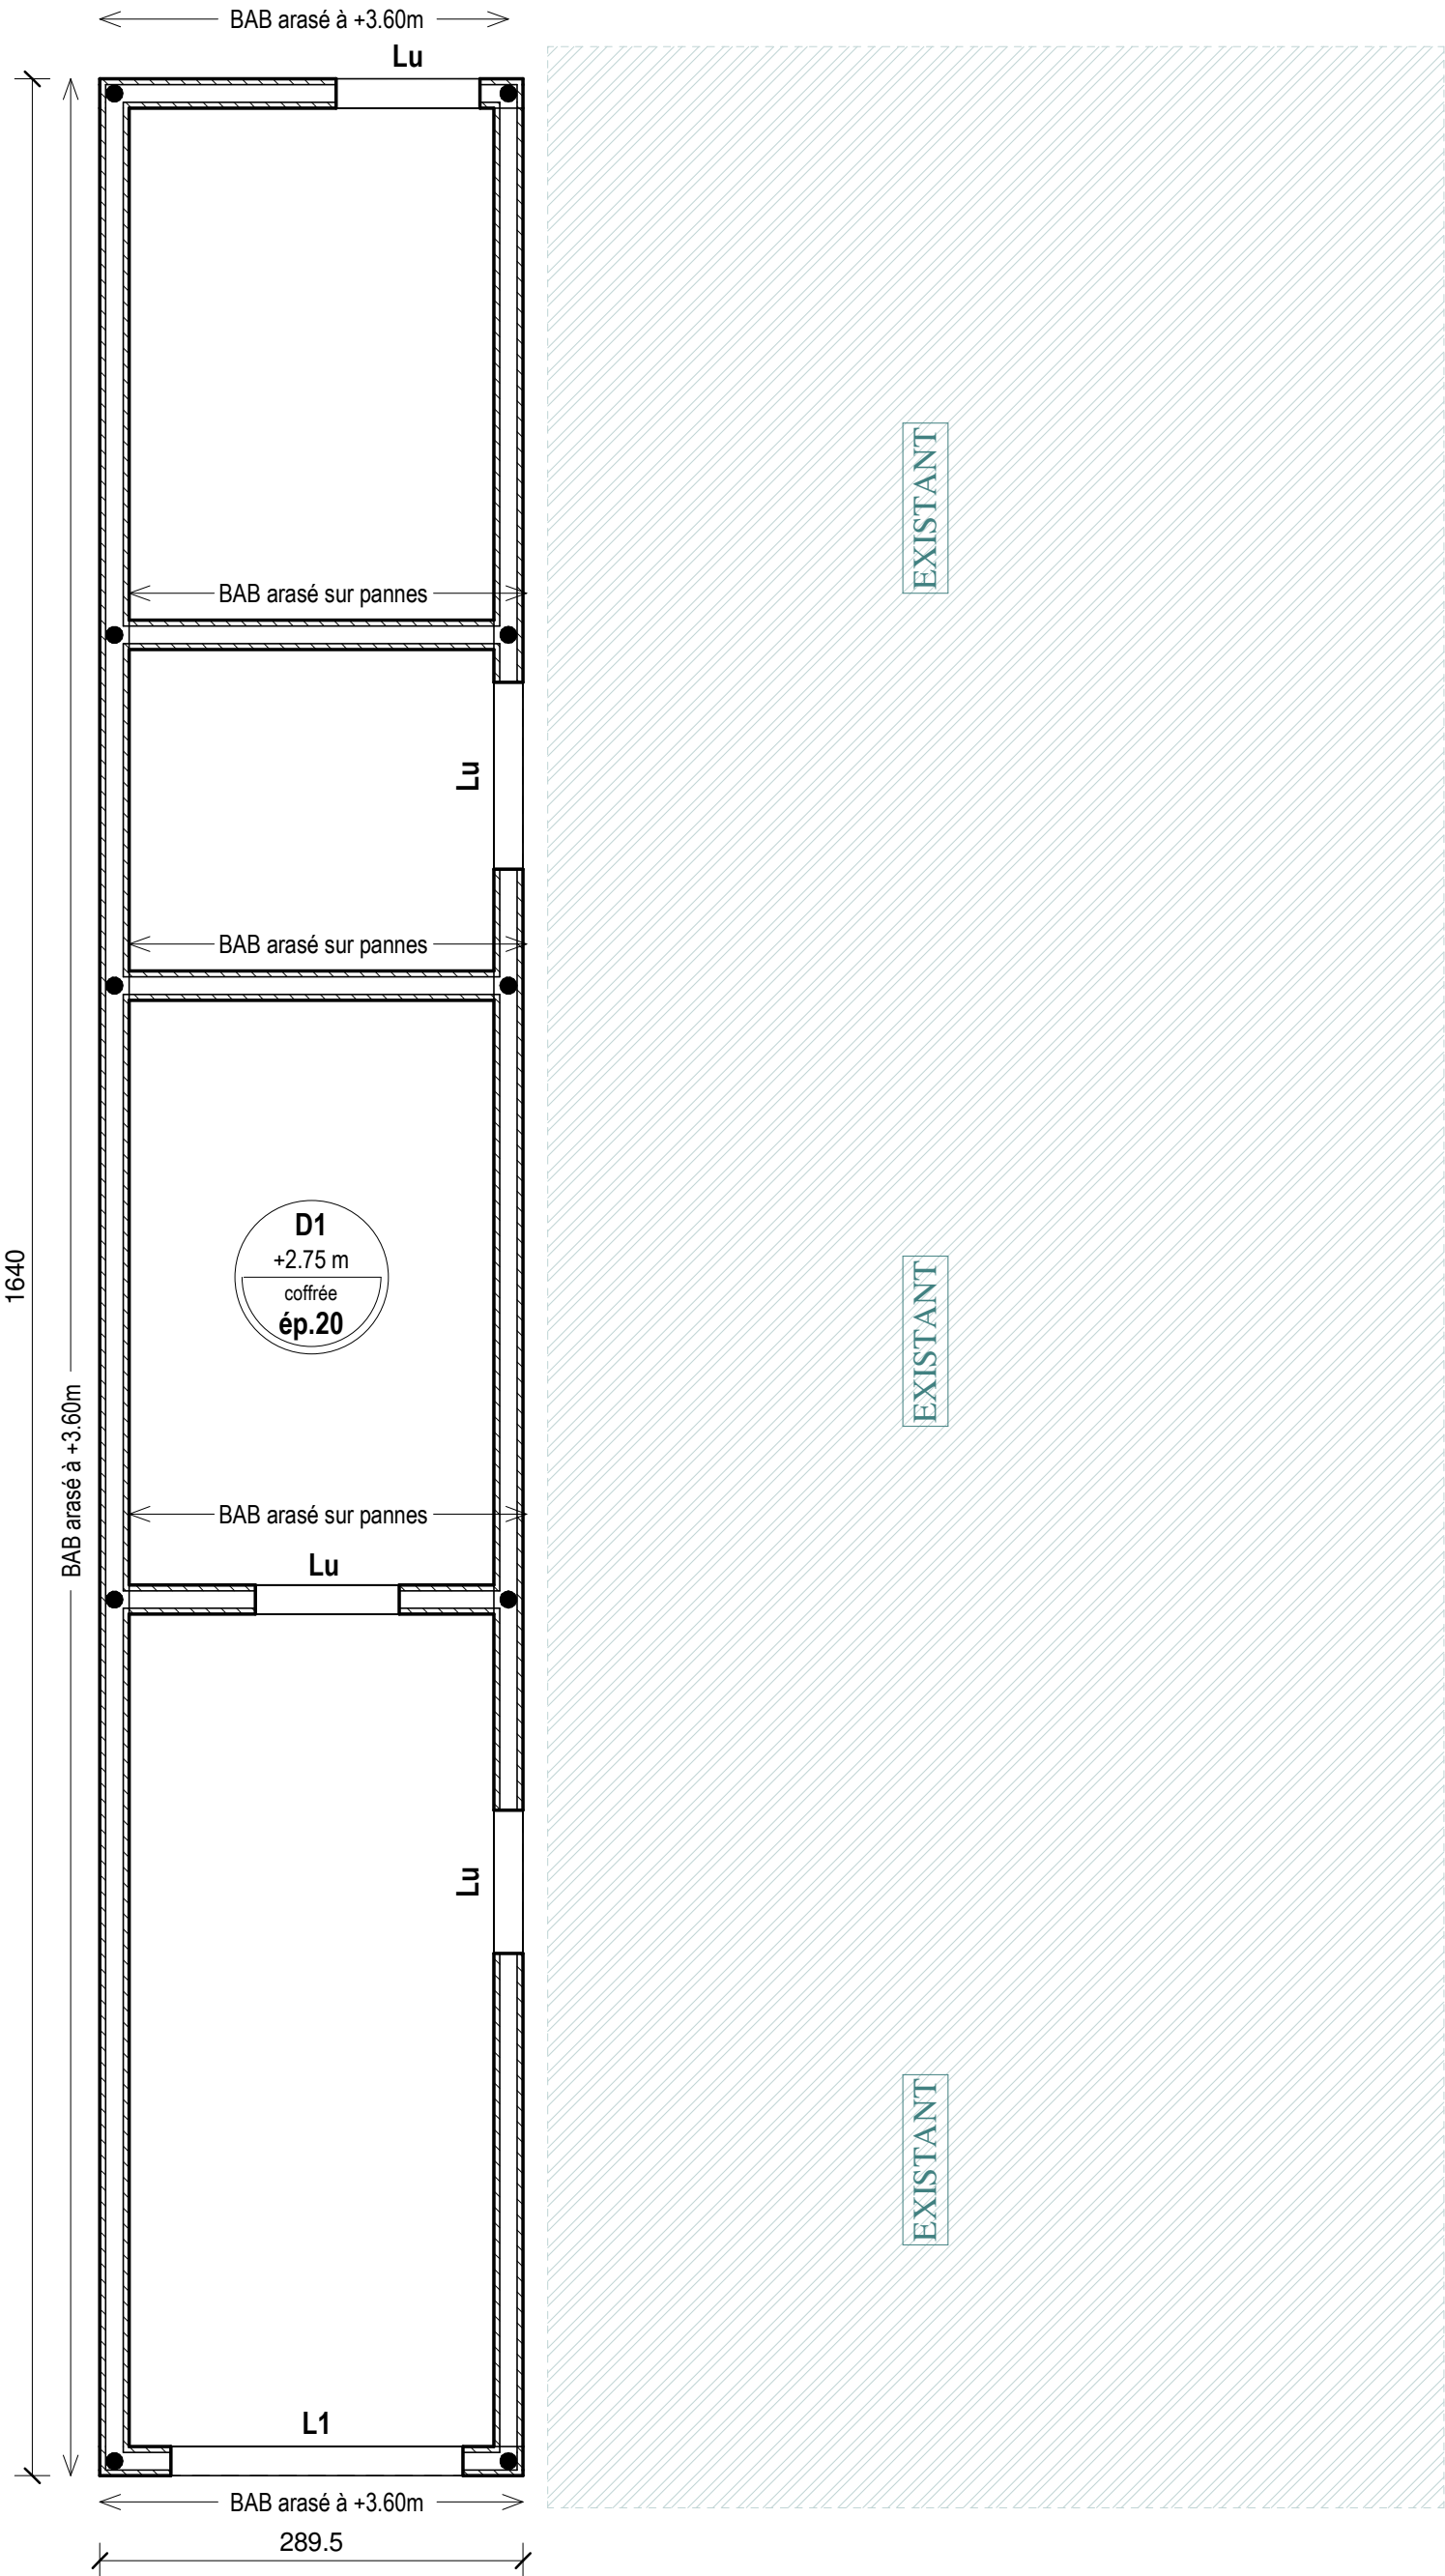 BAB arasé à +3.60m
Lu
EXISTANT
BAB arasé sur pannes
Lu
BAB arasé sur pannes
D1
+2.75 m
coffrée
ép.20
1640
EXISTANT
BAB arasé à +3.60m
BAB arasé sur pannes
Lu
Lu
EXISTANT
L1
BAB arasé à +3.60m
289.5